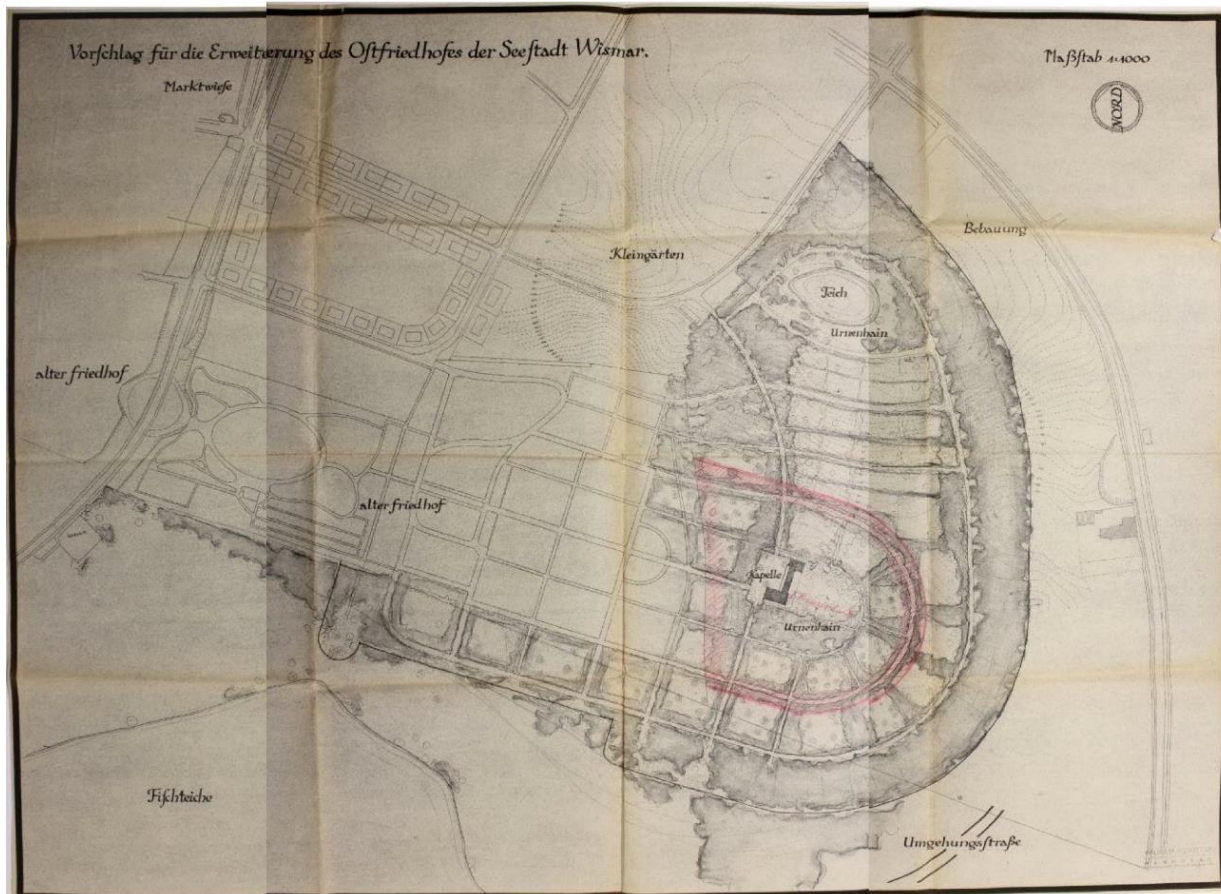 Vorſchlag für die Erweiterung des Oſtfriedhofes der Seeſtadt Wismar.
Maßſtab 1:1000
Marktwieſe
NORD
Bebauung
Kleingärten
Teich
Urnenhain
alter friedhof
alter friedhof
Kapelle
Urnenhain
Fiſchteiche
Umgehungsſtraße